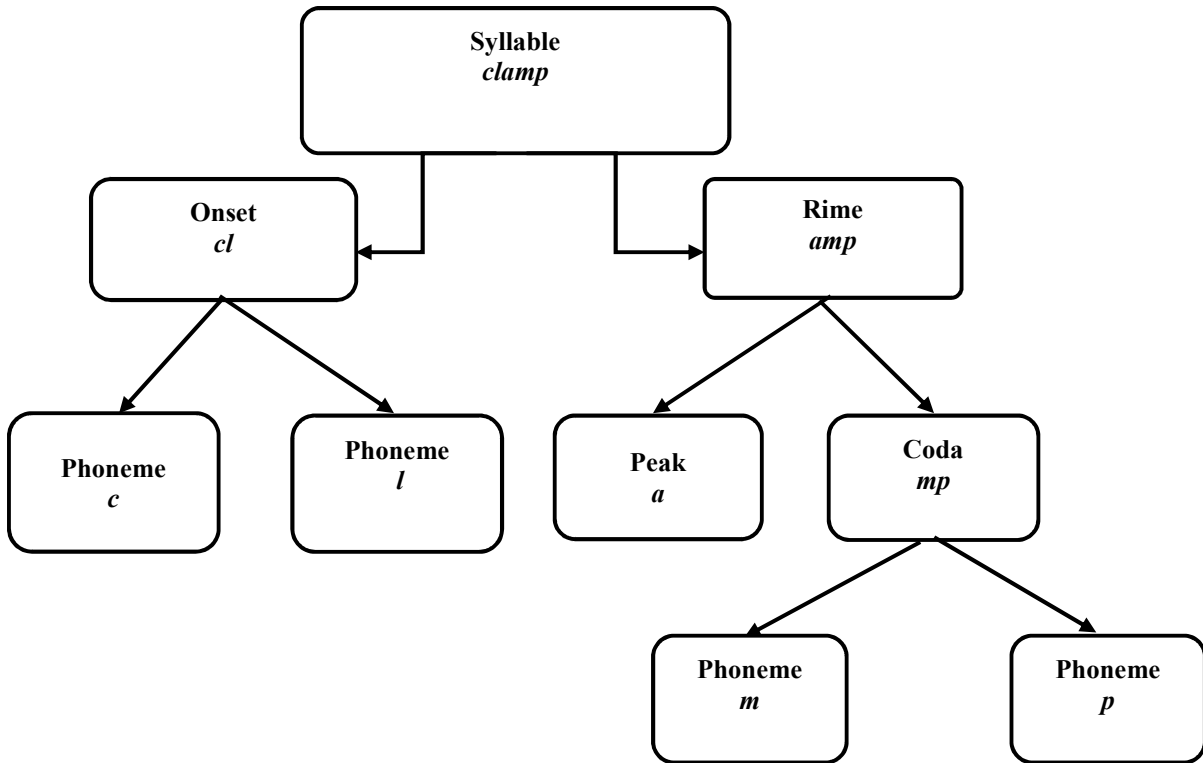 Syllable
clamp
Onset
cl
Rime
amp
Phoneme
c
Phoneme
l
Peak
a
Coda
mp
Phoneme
m
Phoneme
p